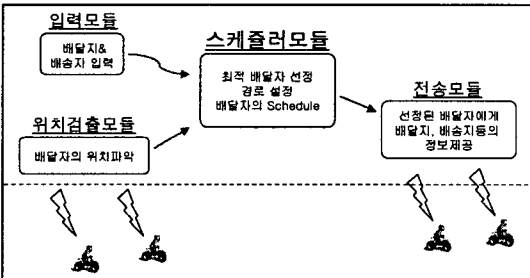 입력모듈
배달지&
배송자 입력
스케쥴러모듈
최적 배달자 선정
경로 설정
배달자의 Schedule
위치검출모듈
배달자의 위치파악
전송모듈
선정된 배달자에게
배달지, 배송지등의
정보제공